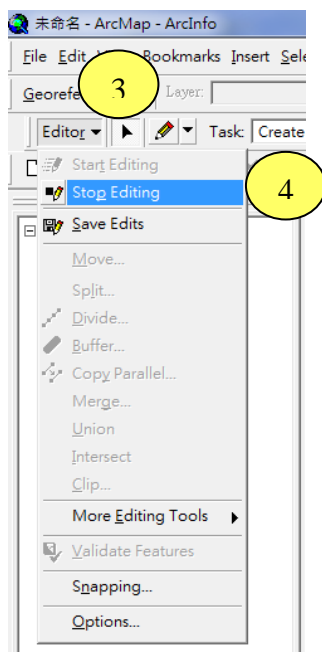 未命名 - ArcMap - ArcInfo
File Edit Bookmarks Insert Sele
Georefe Layer:
3
Editor Task: Create
Start Editing
Stop Editing
4
Save Edits
Move...
Split...
Divide...
Buffer...
Copy Parallel...
Merge...
Union
Intersect
Clip...
More Editing Tools
Validate Features
Snapping...
Options...